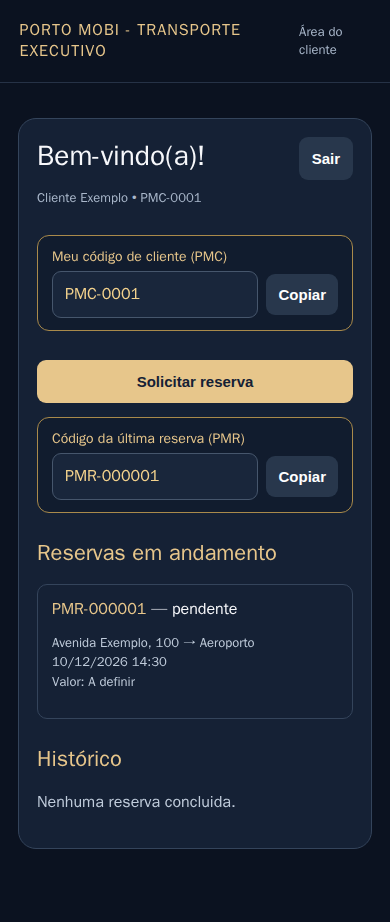 PORTO MOBI - TRANSPORTE
EXECUTIVO
Área do
cliente
Bem-vindo(a)!
Sair
Cliente Exemplo • PMC-0001
Meu código de cliente (PMC)
PMC-0001
Copiar
Solicitar reserva
Código da última reserva (PMR)
PMR-000001
Copiar
Reservas em andamento
PMR-000001 — pendente
Avenida Exemplo, 100 → Aeroporto
10/12/2026 14:30
Valor: A definir
Histórico
Nenhuma reserva concluida.